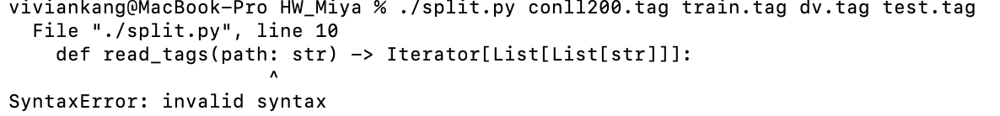 viviankang@MacBook-Pro HW_Miya % ./split.py conll200.tag train.tag dv.tag test.tag
  File "./split.py", line 10
    def read_tags(path: str) -> Iterator[List[List[str]]]:
                      ^
SyntaxError: invalid syntax